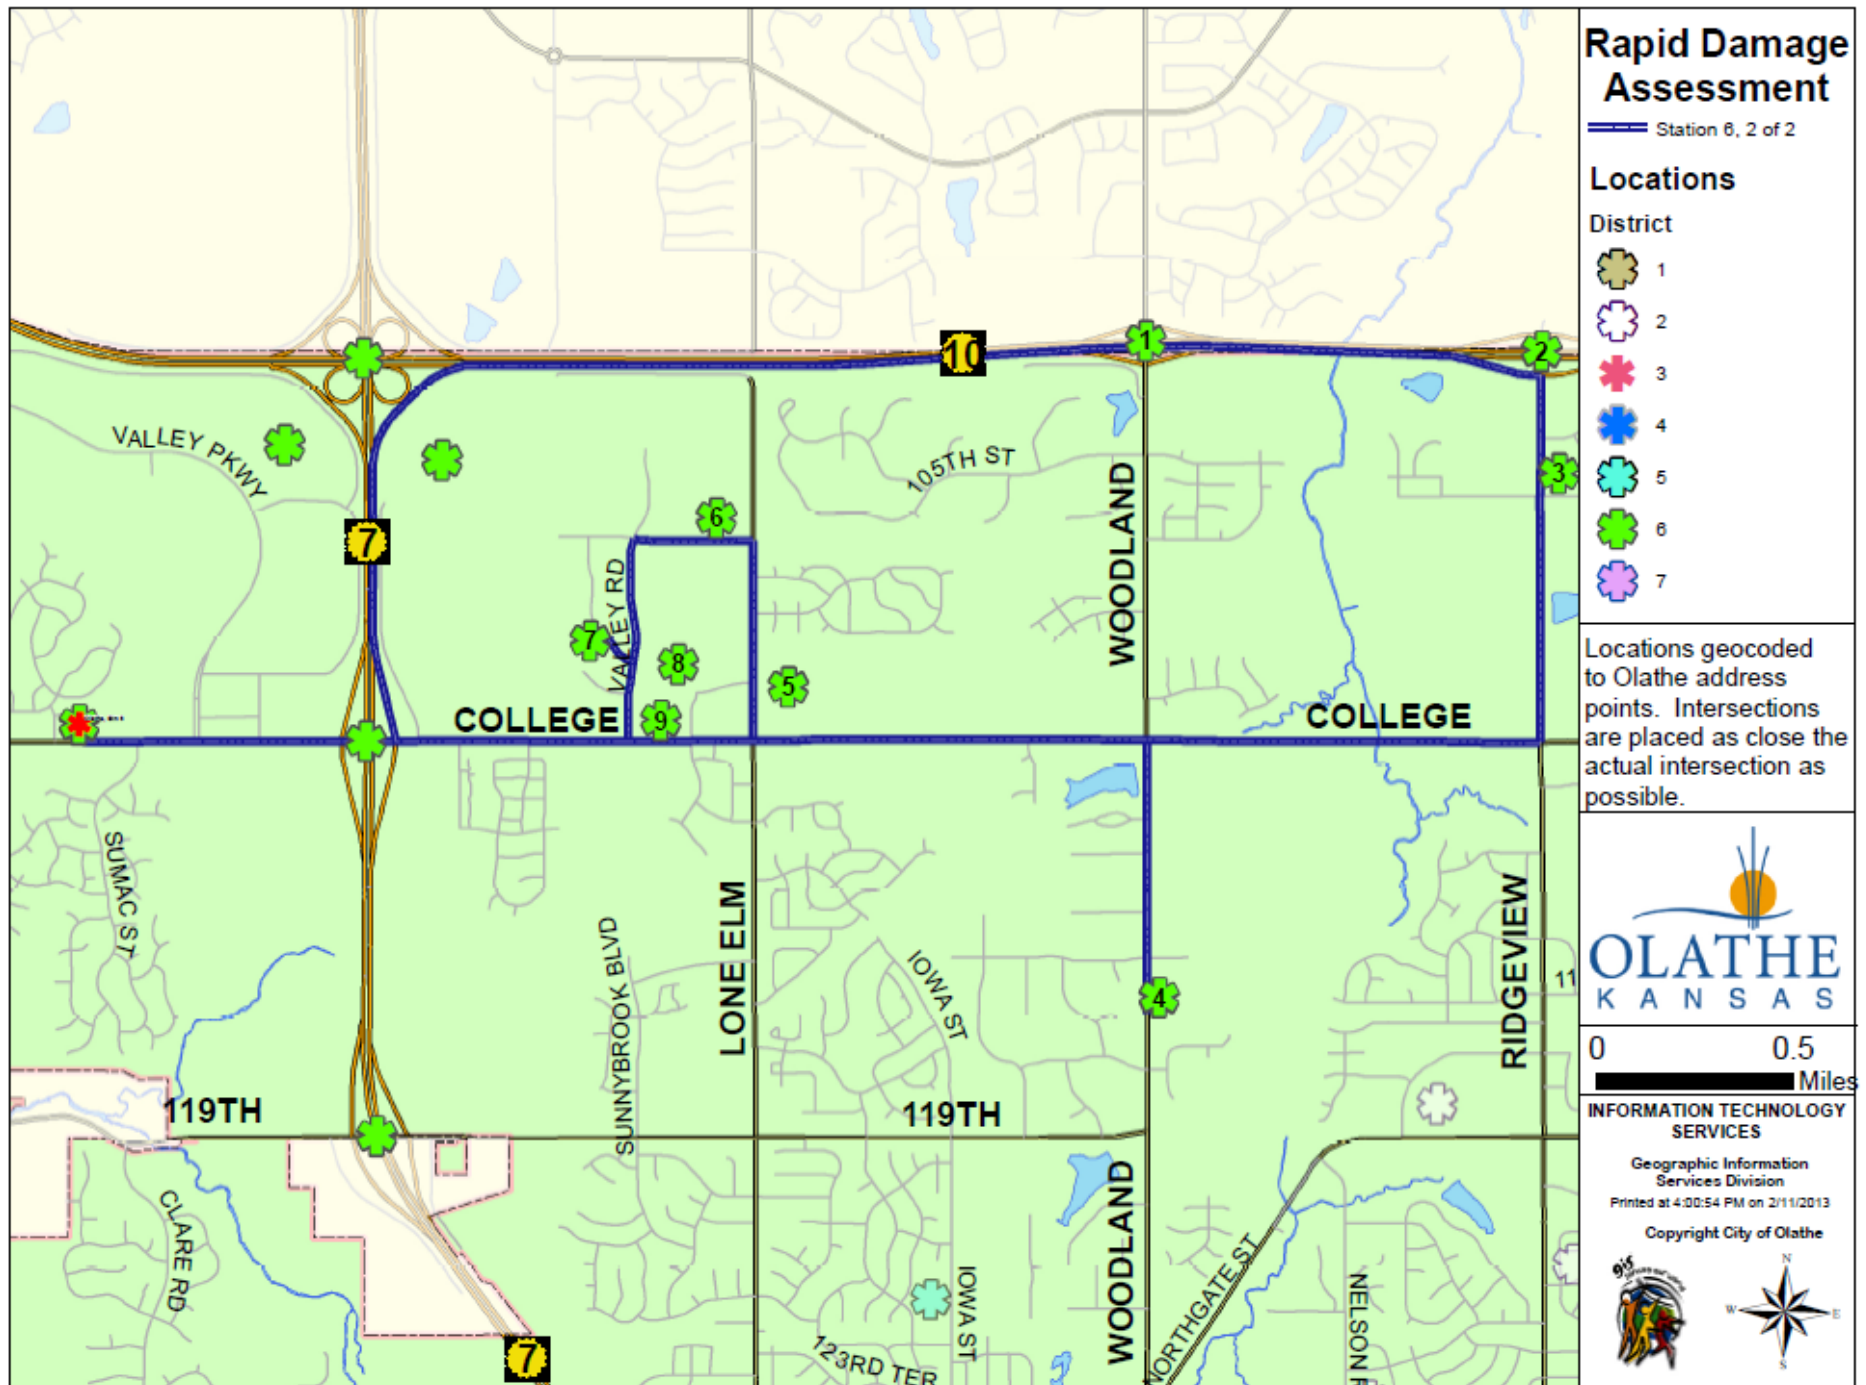 Rapid Damage
Assessment
Station 6, 2 of 2
Locations
District
1
2
3
4
5
6
7
Locations geocoded
to Olathe address
points. Intersections
are placed as close the
actual intersection as
possible.
OLATHE
KANSAS
0 0.5
Miles
INFORMATION TECHNOLOGY
SERVICES
Geographic Information
Services Division
Printed at 4:00:54 PM on 2/11/2013
Copyright City of Olathe
gis
N
W E
S
10
1
2
VALLEY PKWY
105TH ST
WOODLAND
3
7
6
VALLEY RD
7
8
5
9
COLLEGE
COLLEGE
SUMAC ST
LONE ELM
SUNNYBROOK BLVD
IOWA ST
4
RIDGEVIEW
11
119TH
119TH
CLARE RD
IOWA ST
WOODLAND
NORTHGATE ST
NELSON
123RD TER
7